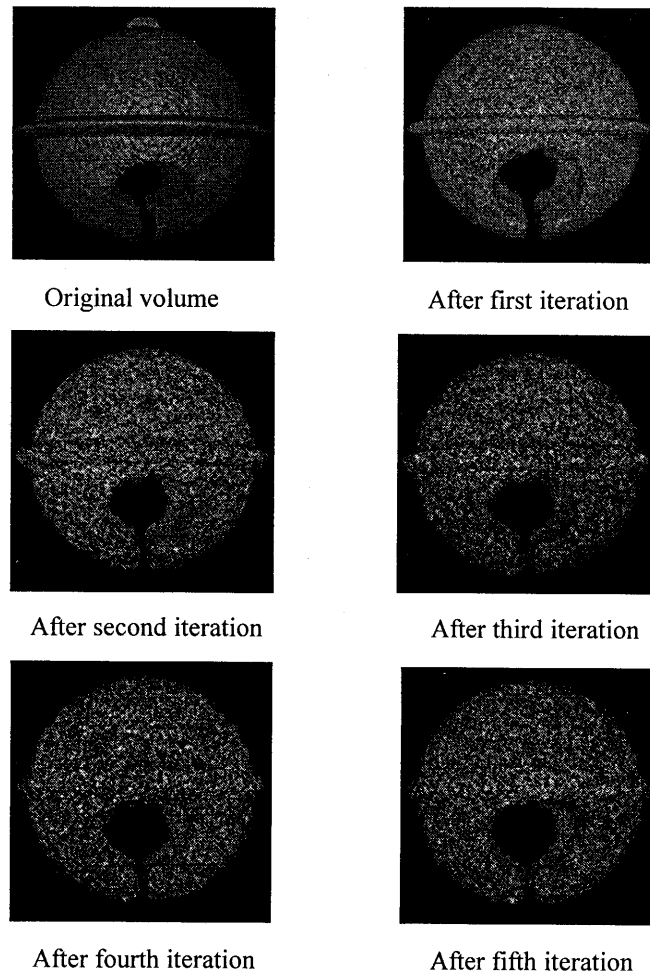 Original volume
After first iteration
After second iteration
After third iteration
After fourth iteration
After fifth iteration